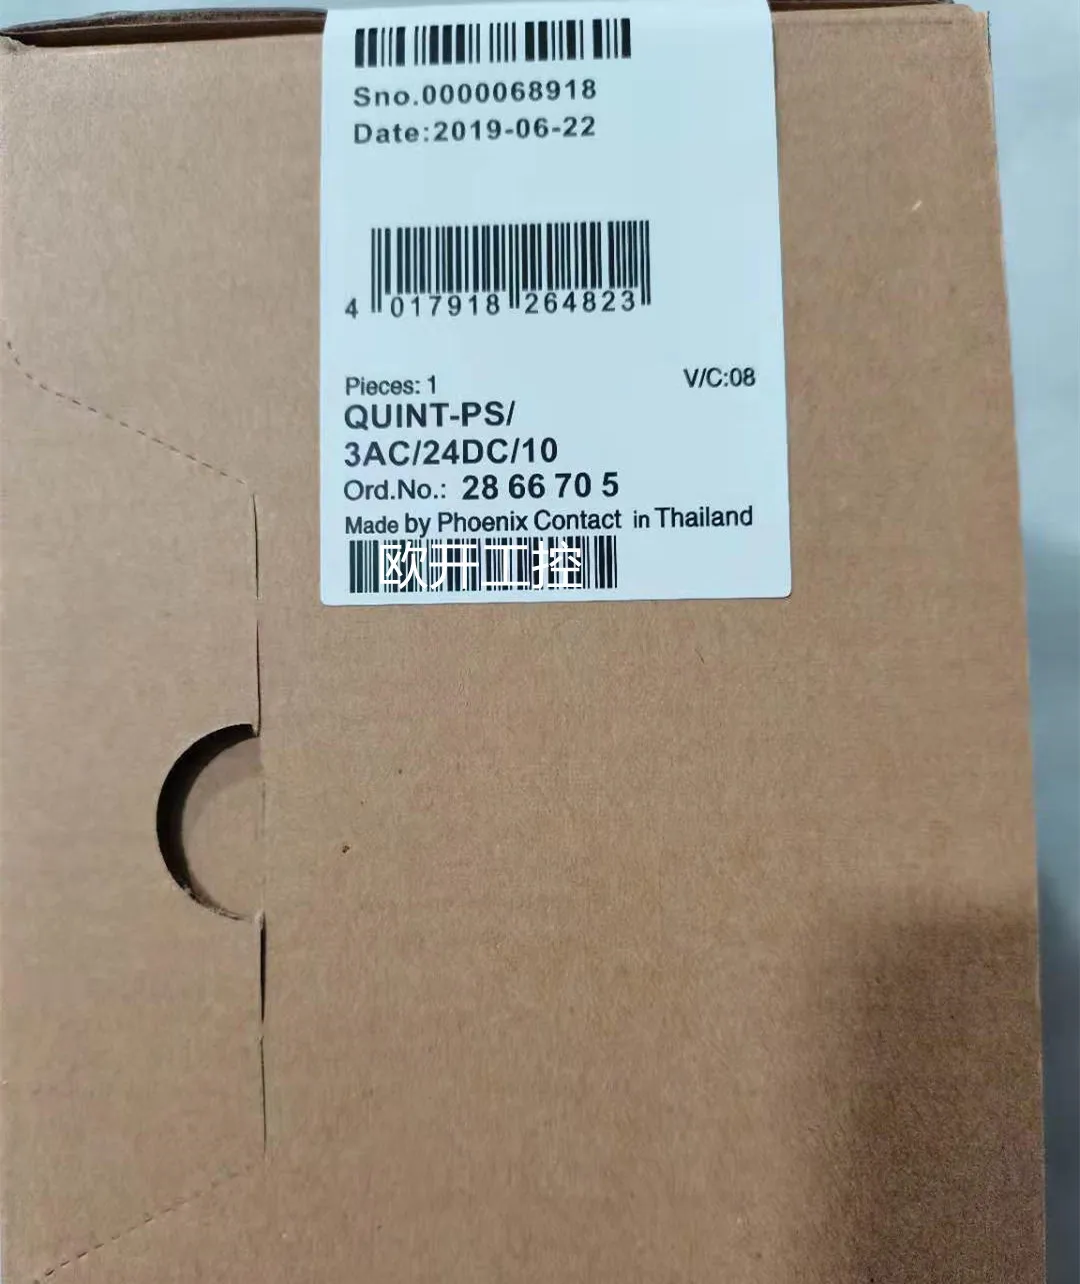 Sno.0000068918
Date:2019-06-22
4 017918 264823
Pieces: 1 V/C:08
QUINT-PS/
3AC/24DC/10
Ord.No.: 28 66 70 5
Made by Phoenix Contact in Thailand
欧开工控